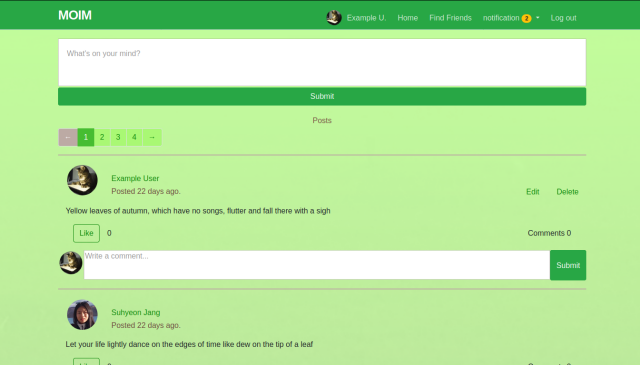 MOIM
Example U. Home Find Friends notification 2 Log out
What's on your mind?
Submit
Posts
← 1 2 3 4 →
Example User
Posted 22 days ago.
Edit Delete
Yellow leaves of autumn, which have no songs, flutter and fall there with a sigh
Like 0 Comments 0
Write a comment...
Submit
Suhyeon Jang
Posted 22 days ago.
Let your life lightly dance on the edges of time like dew on the tip of a leaf